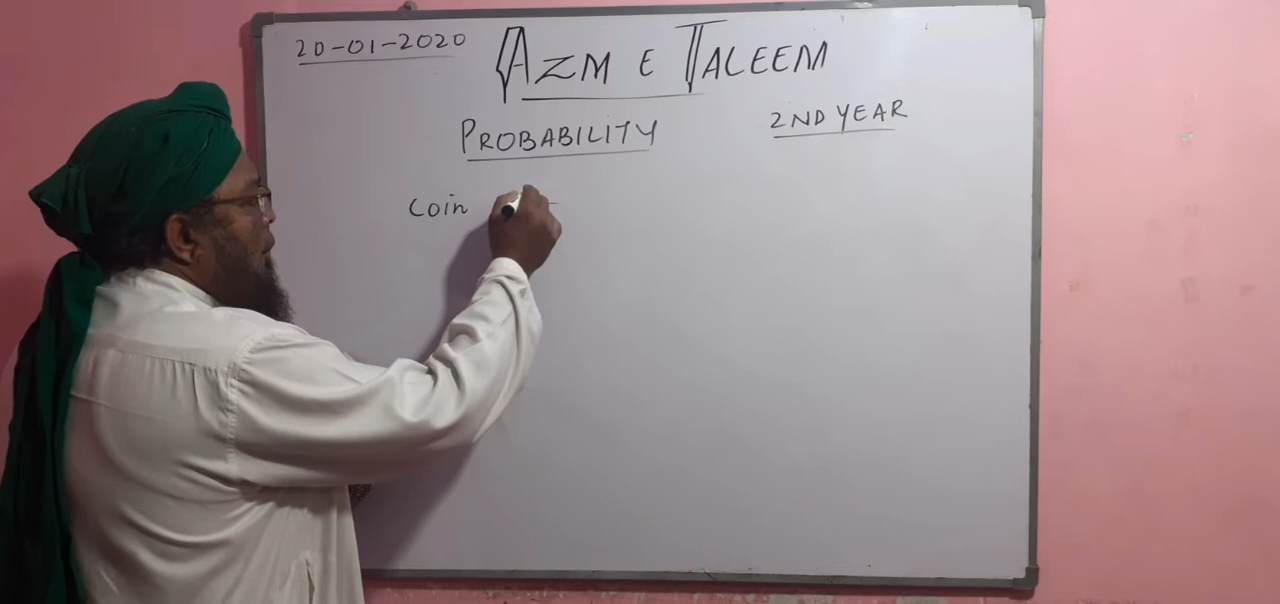 20-01-2020
AZM E TALEEM
PROBABILITY
2ND YEAR
Coin